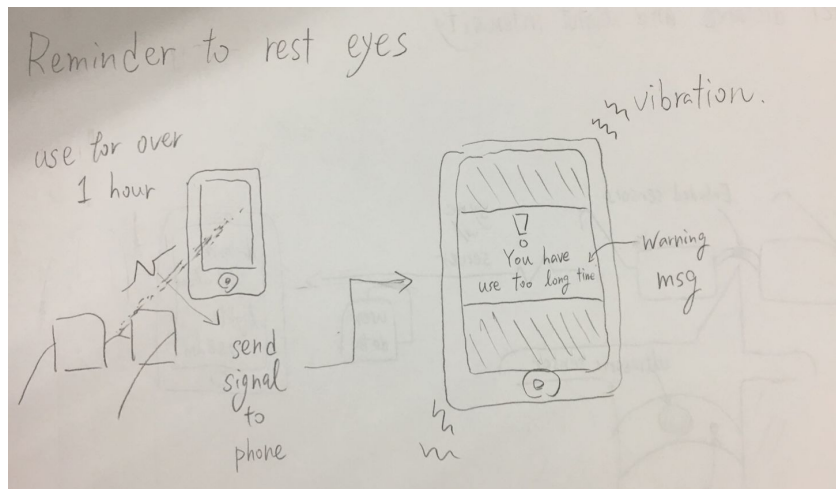 Reminder to rest eyes
use for over
1 hour
send
signal
to
phone
vibration.
!
You have
use too long time
Warning
msg